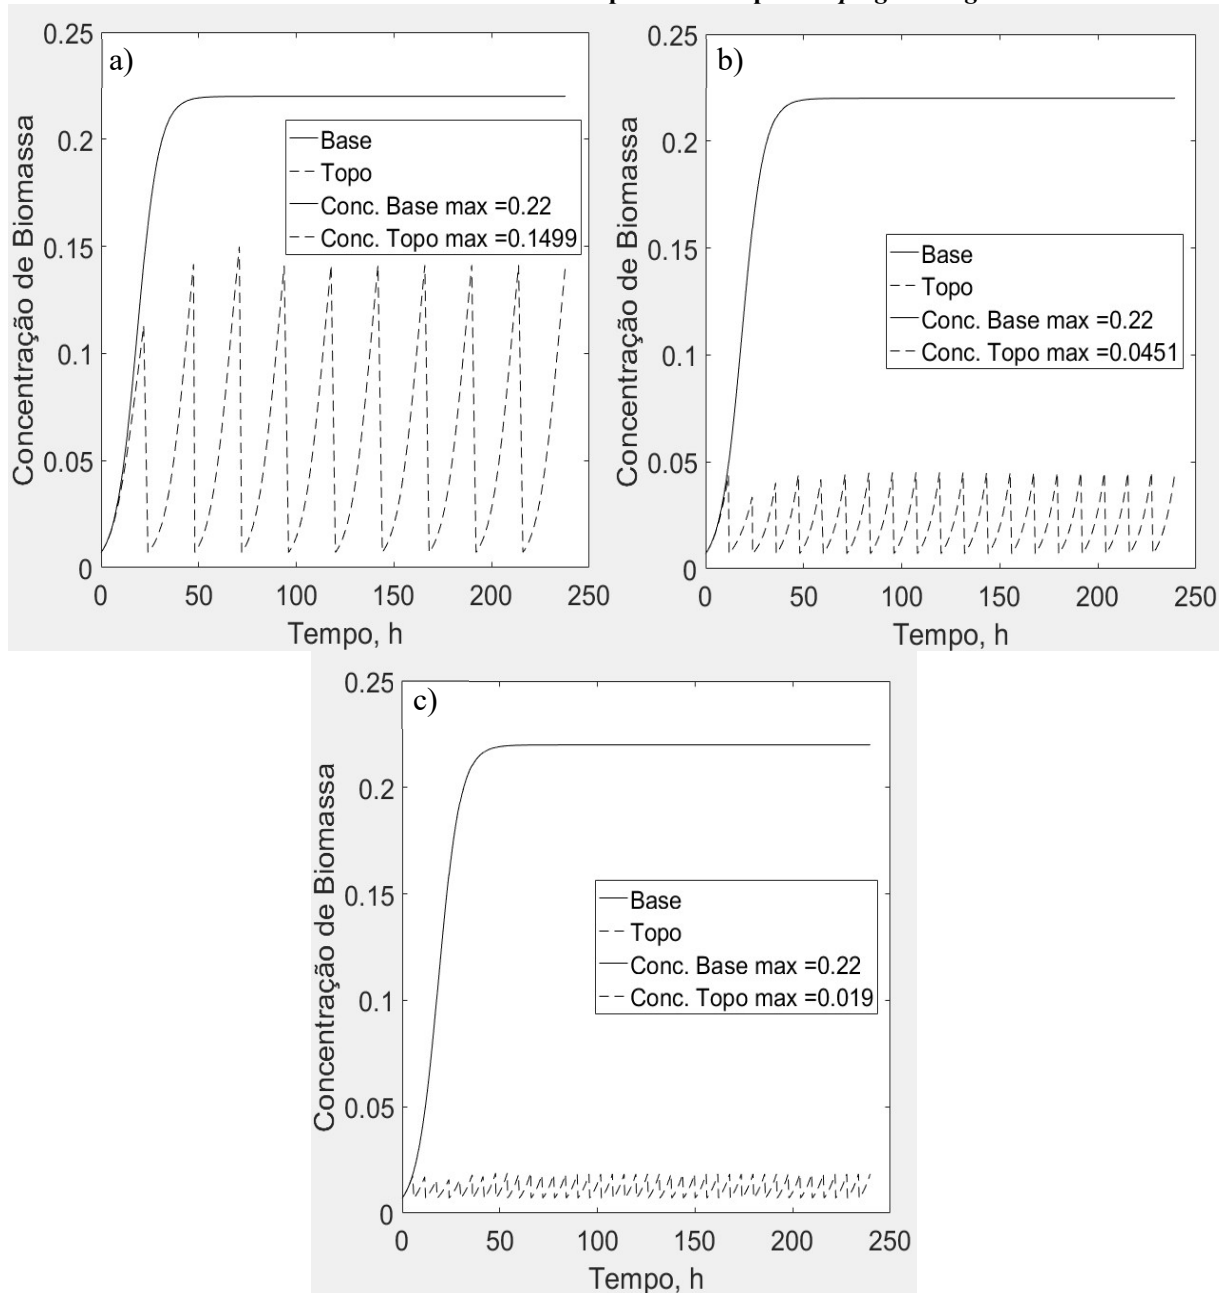 a)
0.25
0.2
0.15
0.1
0.05
0
0 50 100 150 200 250
Concentração de Biomassa
Tempo, h
Base
Topo
Conc. Base max =0.22
Conc. Topo max =0.1499
b)
0.25
0.2
0.15
0.1
0.05
0
0 50 100 150 200 250
Concentração de Biomassa
Tempo, h
Base
Topo
Conc. Base max =0.22
Conc. Topo max =0.0451
c)
0.25
0.2
0.15
0.1
0.05
0
0 50 100 150 200 250
Concentração de Biomassa
Tempo, h
Base
Topo
Conc. Base max =0.22
Conc. Topo max =0.019